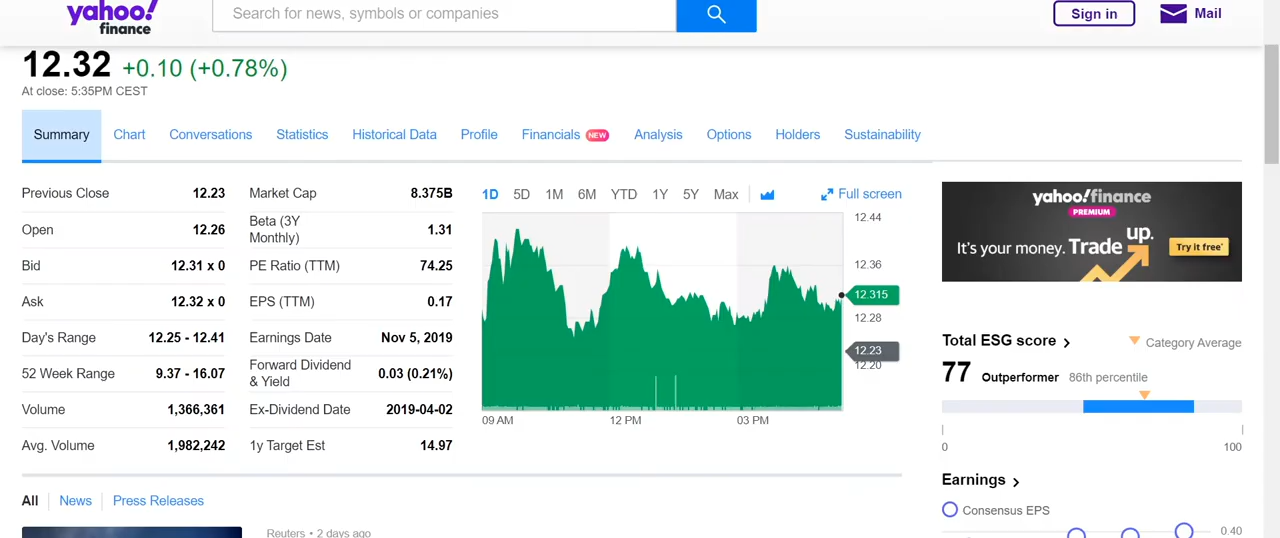 yahoo!
finance
Search for news, symbols or companies
Sign in
Mail
12.32 +0.10 (+0.78%)
At close: 5:35PM CEST
Summary Chart Conversations Statistics Historical Data Profile Financials NEW Analysis Options Holders Sustainability
Previous Close 12.23
Open 12.26
Bid 12.31 x 0
Ask 12.32 x 0
Day's Range 12.25 - 12.41
52 Week Range 9.37 - 16.07
Volume 1,366,361
Avg. Volume 1,982,242
Market Cap 8.375B
Beta (3Y
Monthly) 1.31
PE Ratio (TTM) 74.25
EPS (TTM) 0.17
Earnings Date Nov 5, 2019
Forward Dividend
& Yield 0.03 (0.21%)
Ex-Dividend Date 2019-04-02
1y Target Est 14.97
1D 5D 1M 6M YTD 1Y 5Y Max Full screen
12.44
12.36
12.315
12.28
12.23
12.20
09 AM 12 PM 03 PM
yahoo!finance
PREMIUM
It's your money. Trade up.
Try it free*
Total ESG score
Category Average
77 Outperformer 86th percentile
0 100
Earnings
Consensus EPS
0.40
All News Press Releases
Reuters • 2 days ago